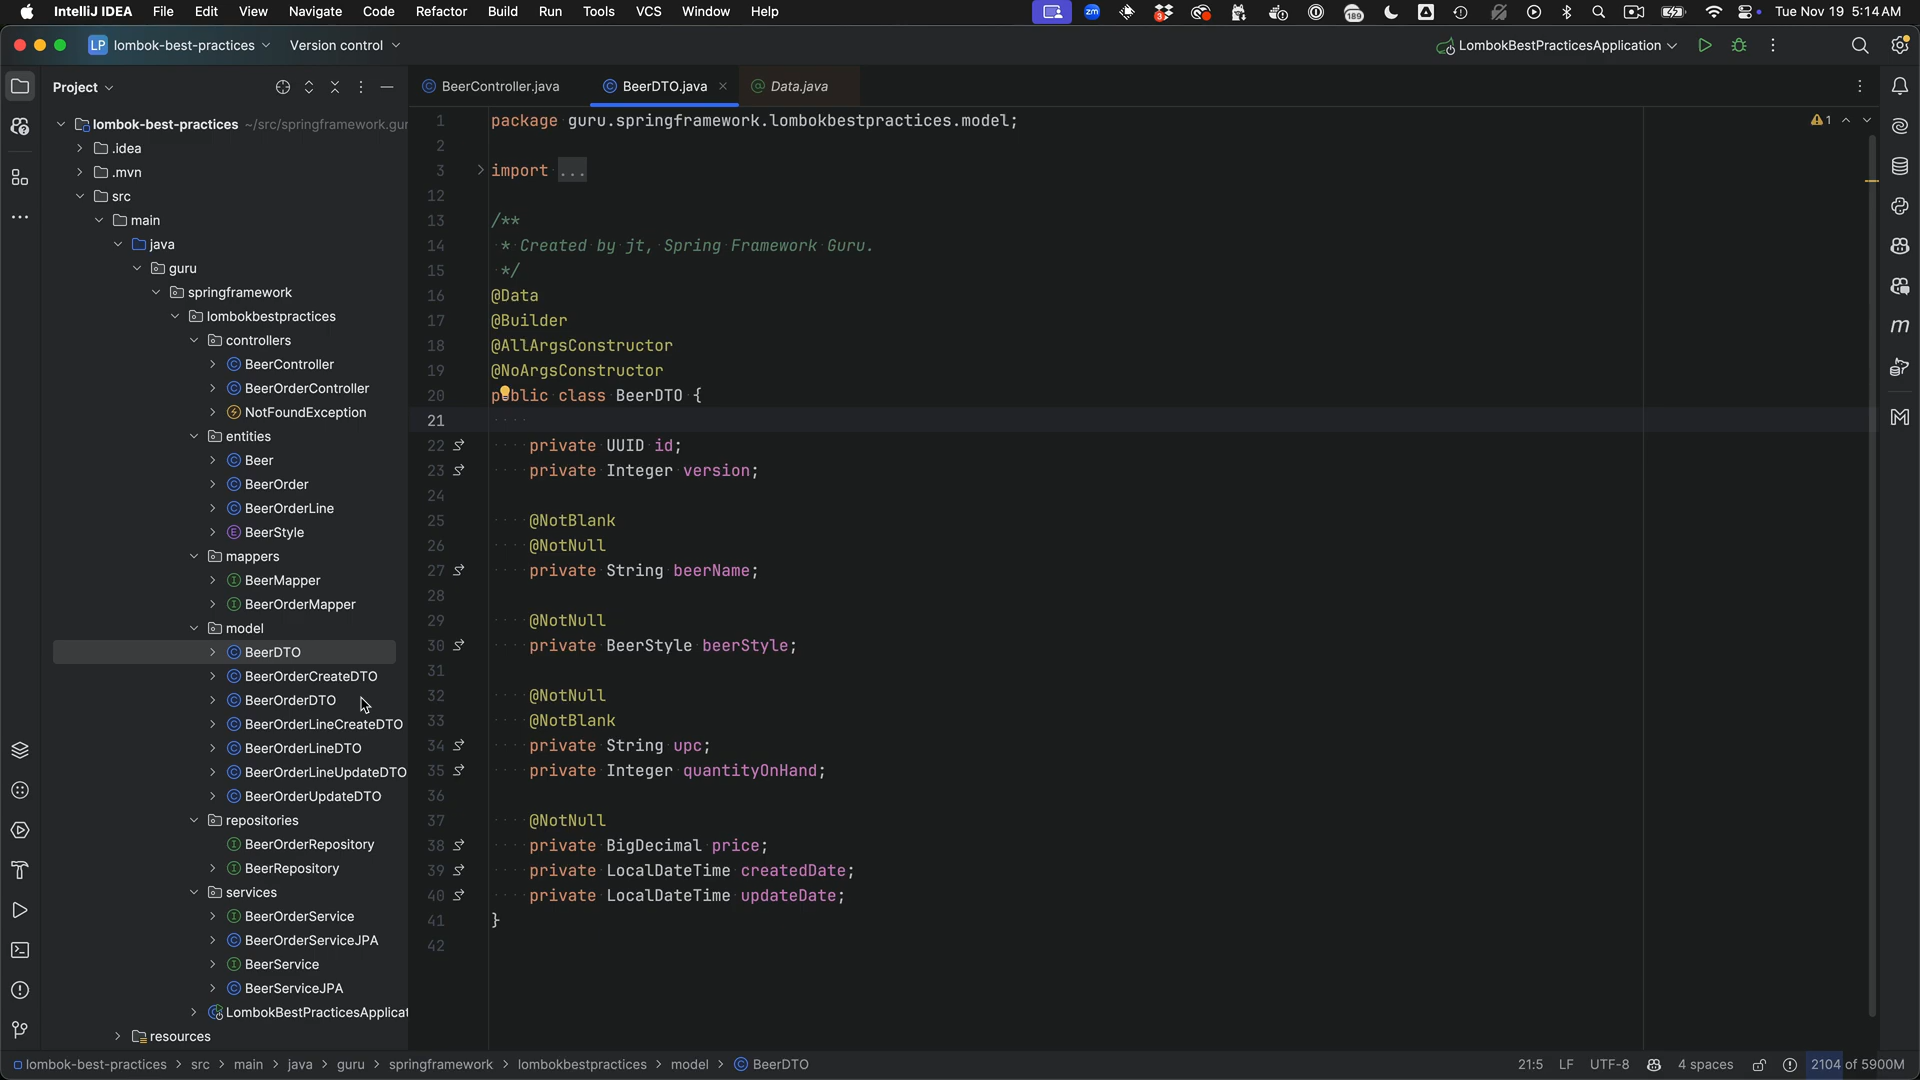 IntelliJ IDEA File Edit View Navigate Code Refactor Build Run Tools VCS Window Help zm 3 189 Tue Nov 19 5:14 AM
LP lombok-best-practices Version control LombokBestPracticesApplication
Project
BeerController.java BeerDTO.java Data.java
lombok-best-practices ~/src/springframework.gur
.idea
.mvn
src
main
java
guru
springframework
lombokbestpractices
controllers
BeerController
BeerOrderController
NotFoundException
entities
Beer
BeerOrder
BeerOrderLine
BeerStyle
mappers
BeerMapper
BeerOrderMapper
model
BeerDTO
BeerOrderCreateDTO
BeerOrderDTO
BeerOrderLineCreateDTO
BeerOrderLineDTO
BeerOrderLineUpdateDTO
BeerOrderUpdateDTO
repositories
BeerOrderRepository
BeerRepository
services
BeerOrderService
BeerOrderServiceJPA
BeerService
BeerServiceJPA
LombokBestPracticesApplicat
resources
1 package guru.springframework.lombokbestpractices.model;
2
3 import ...
12
13 /**
14 * Created by jt, Spring Framework Guru.
15 */
16 @Data
17 @Builder
18 @AllArgsConstructor
19 @NoArgsConstructor
20 public class BeerDTO {
21
22 private UUID id;
23 private Integer version;
24
25 @NotBlank
26 @NotNull
27 private String beerName;
28
29 @NotNull
30 private BeerStyle beerStyle;
31
32 @NotNull
33 @NotBlank
34 private String upc;
35 private Integer quantityOnHand;
36
37 @NotNull
38 private BigDecimal price;
39 private LocalDateTime createdDate;
40 private LocalDateTime updateDate;
41 }
42
1
m
lombok-best-practices > src > main > java > guru > springframework > lombokbestpractices > model > BeerDTO 21:5 LF UTF-8 4 spaces 2104 of 5900M